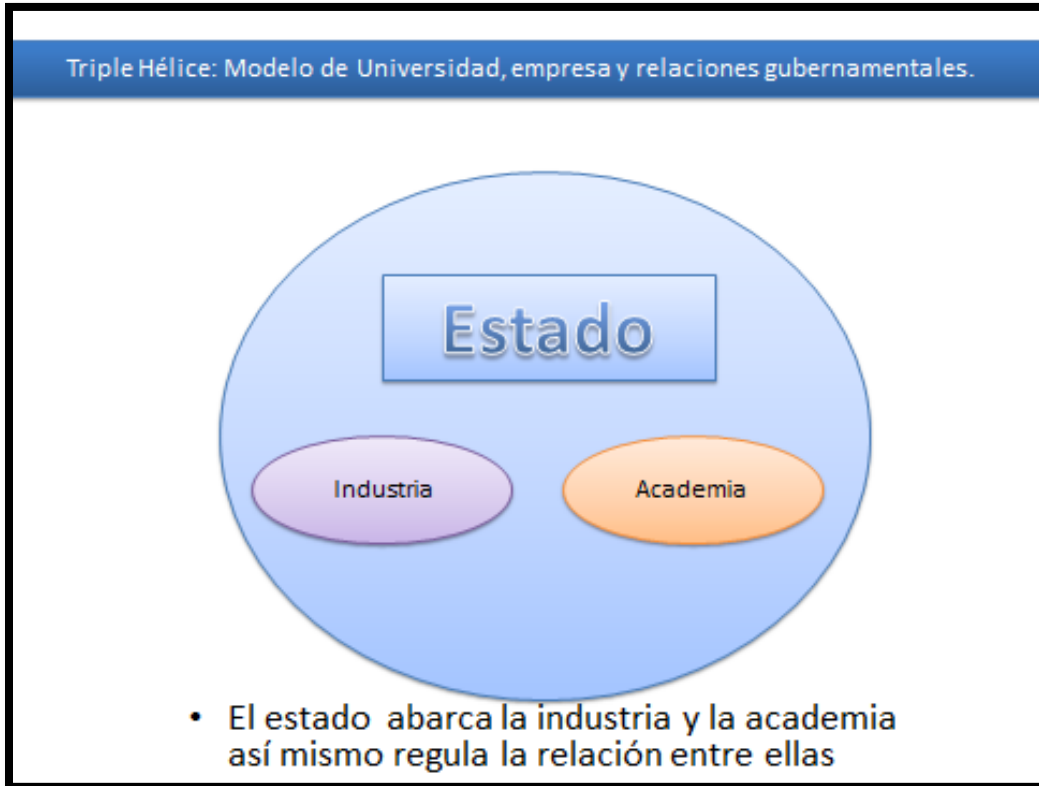 Triple Hélice: Modelo de Universidad, empresa y relaciones gubernamentales.
Estado
Industria
Academia
• El estado abarca la industria y la academia
así mismo regula la relación entre ellas